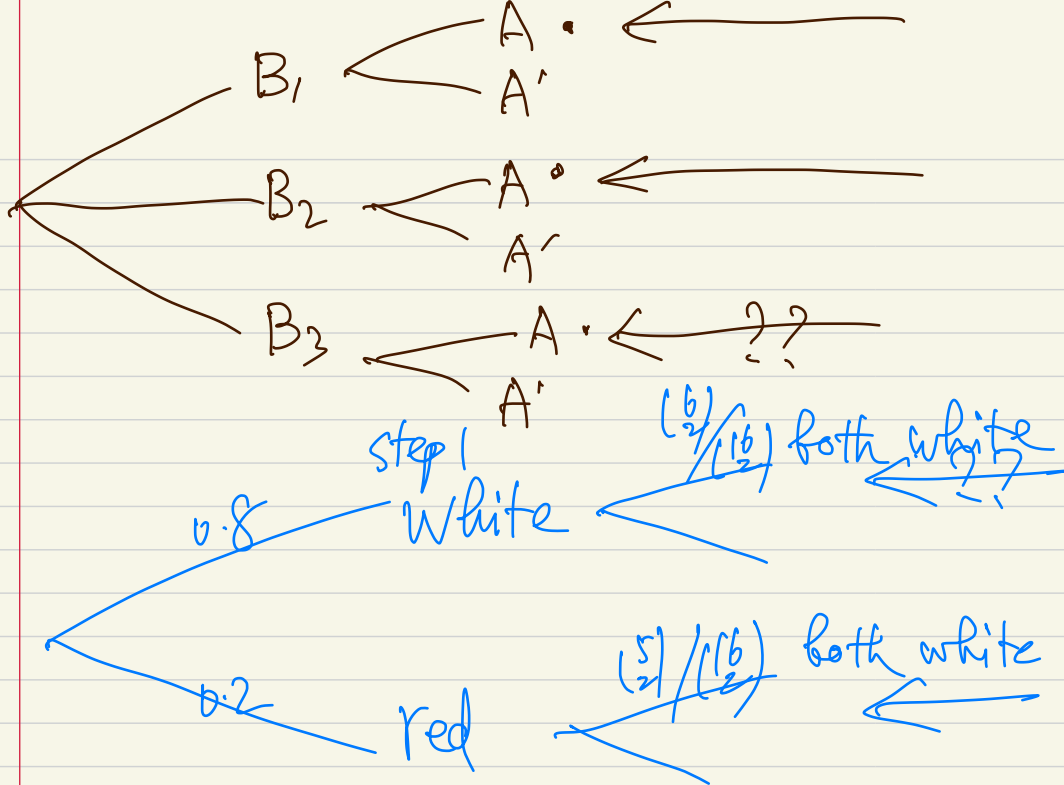 A
B₁
A'
A
B₂
A'
A
??
B₃
A'
step 1
(6 2)/(16 2) both white
??
0.8
White
(5 2)/(16 2) both white
0.2
red